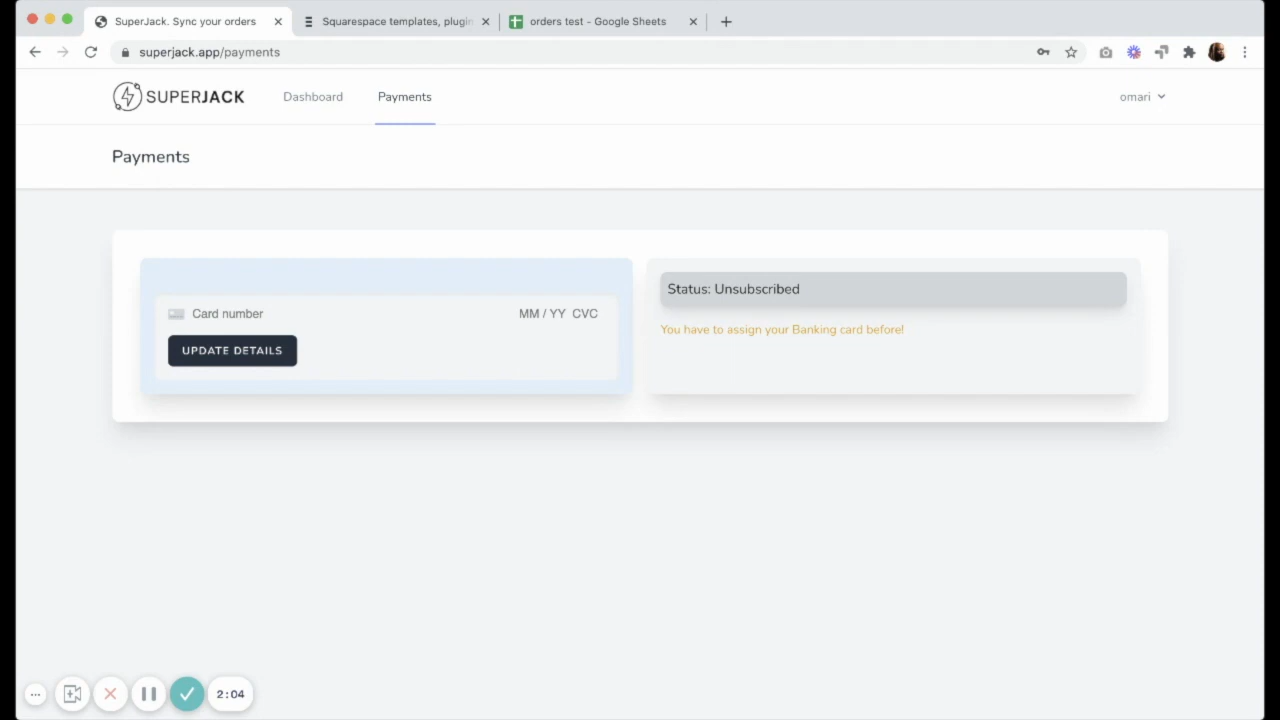 SuperJack. Sync your orders
Squarespace templates, plugin
orders test - Google Sheets
superjack.app/payments
SUPERJACK
Dashboard
Payments
omari
Payments
Card number
MM / YY CVC
UPDATE DETAILS
Status: Unsubscribed
You have to assign your Banking card before!
2:04